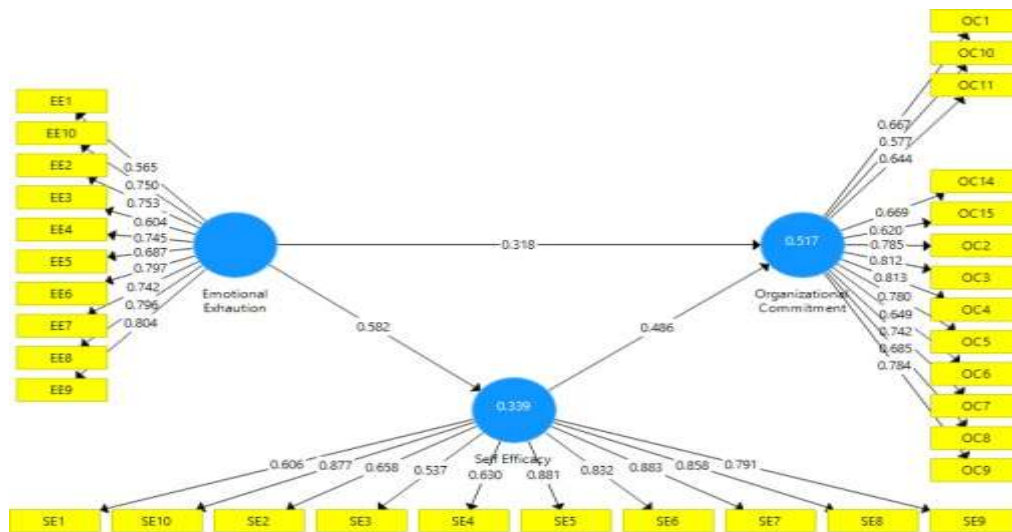 OC1
OC10
OC11
EE1
EE10
EE2
EE3
EE4
EE5
EE6
EE7
EE8
EE9
0.565
0.750
0.753
0.604
0.745
0.687
0.797
0.742
0.796
0.804
Emotional
Exhaution
0.318
0.582
0.486
0.667
0.577
0.644
0.669
0.620
0.785
0.812
0.813
0.780
0.649
0.742
0.685
0.784
0.517
Organizational
Commitment
OC14
OC15
OC2
OC3
OC4
OC5
OC6
OC7
OC8
OC9
0.339
Self Efficacy
0.606
0.877
0.658
0.537
0.630
0.881
0.832
0.883
0.858
0.791
SE1
SE10
SE2
SE3
SE4
SE5
SE6
SE7
SE8
SE9